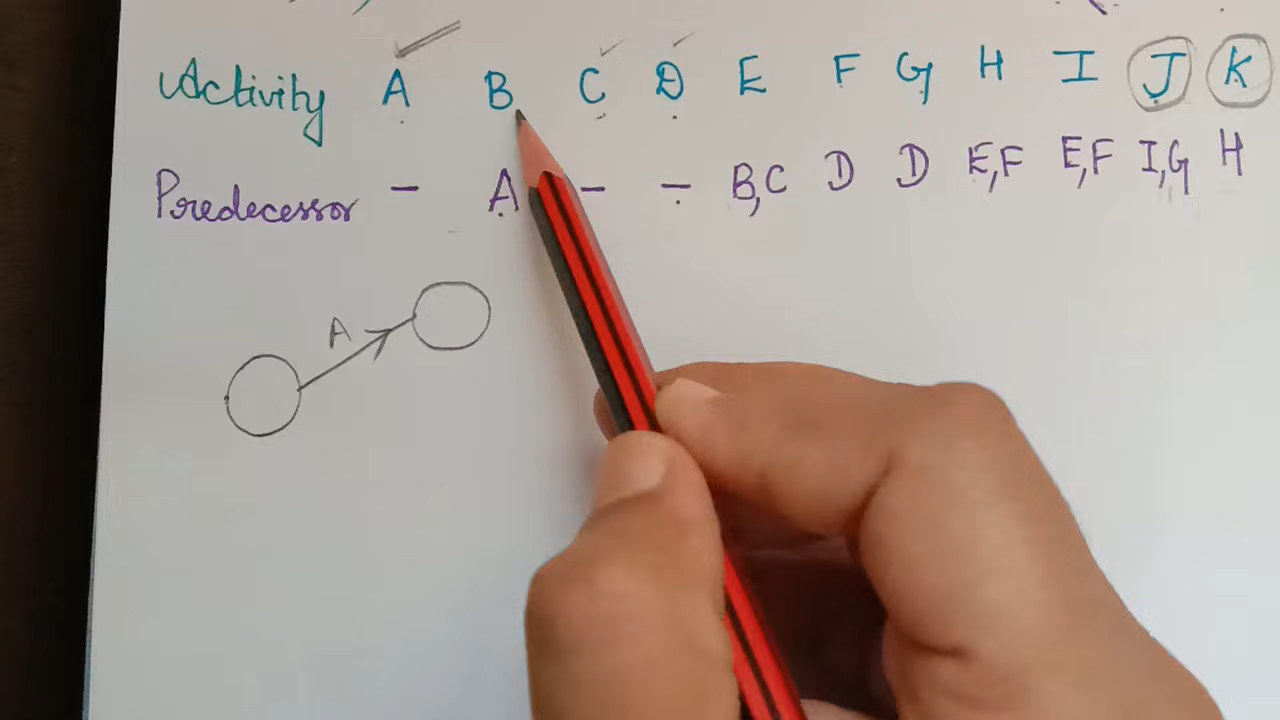 Activity A B C D E F G H I J K
Predecessor - A - - B,C D D E,F E,F I,G H
A